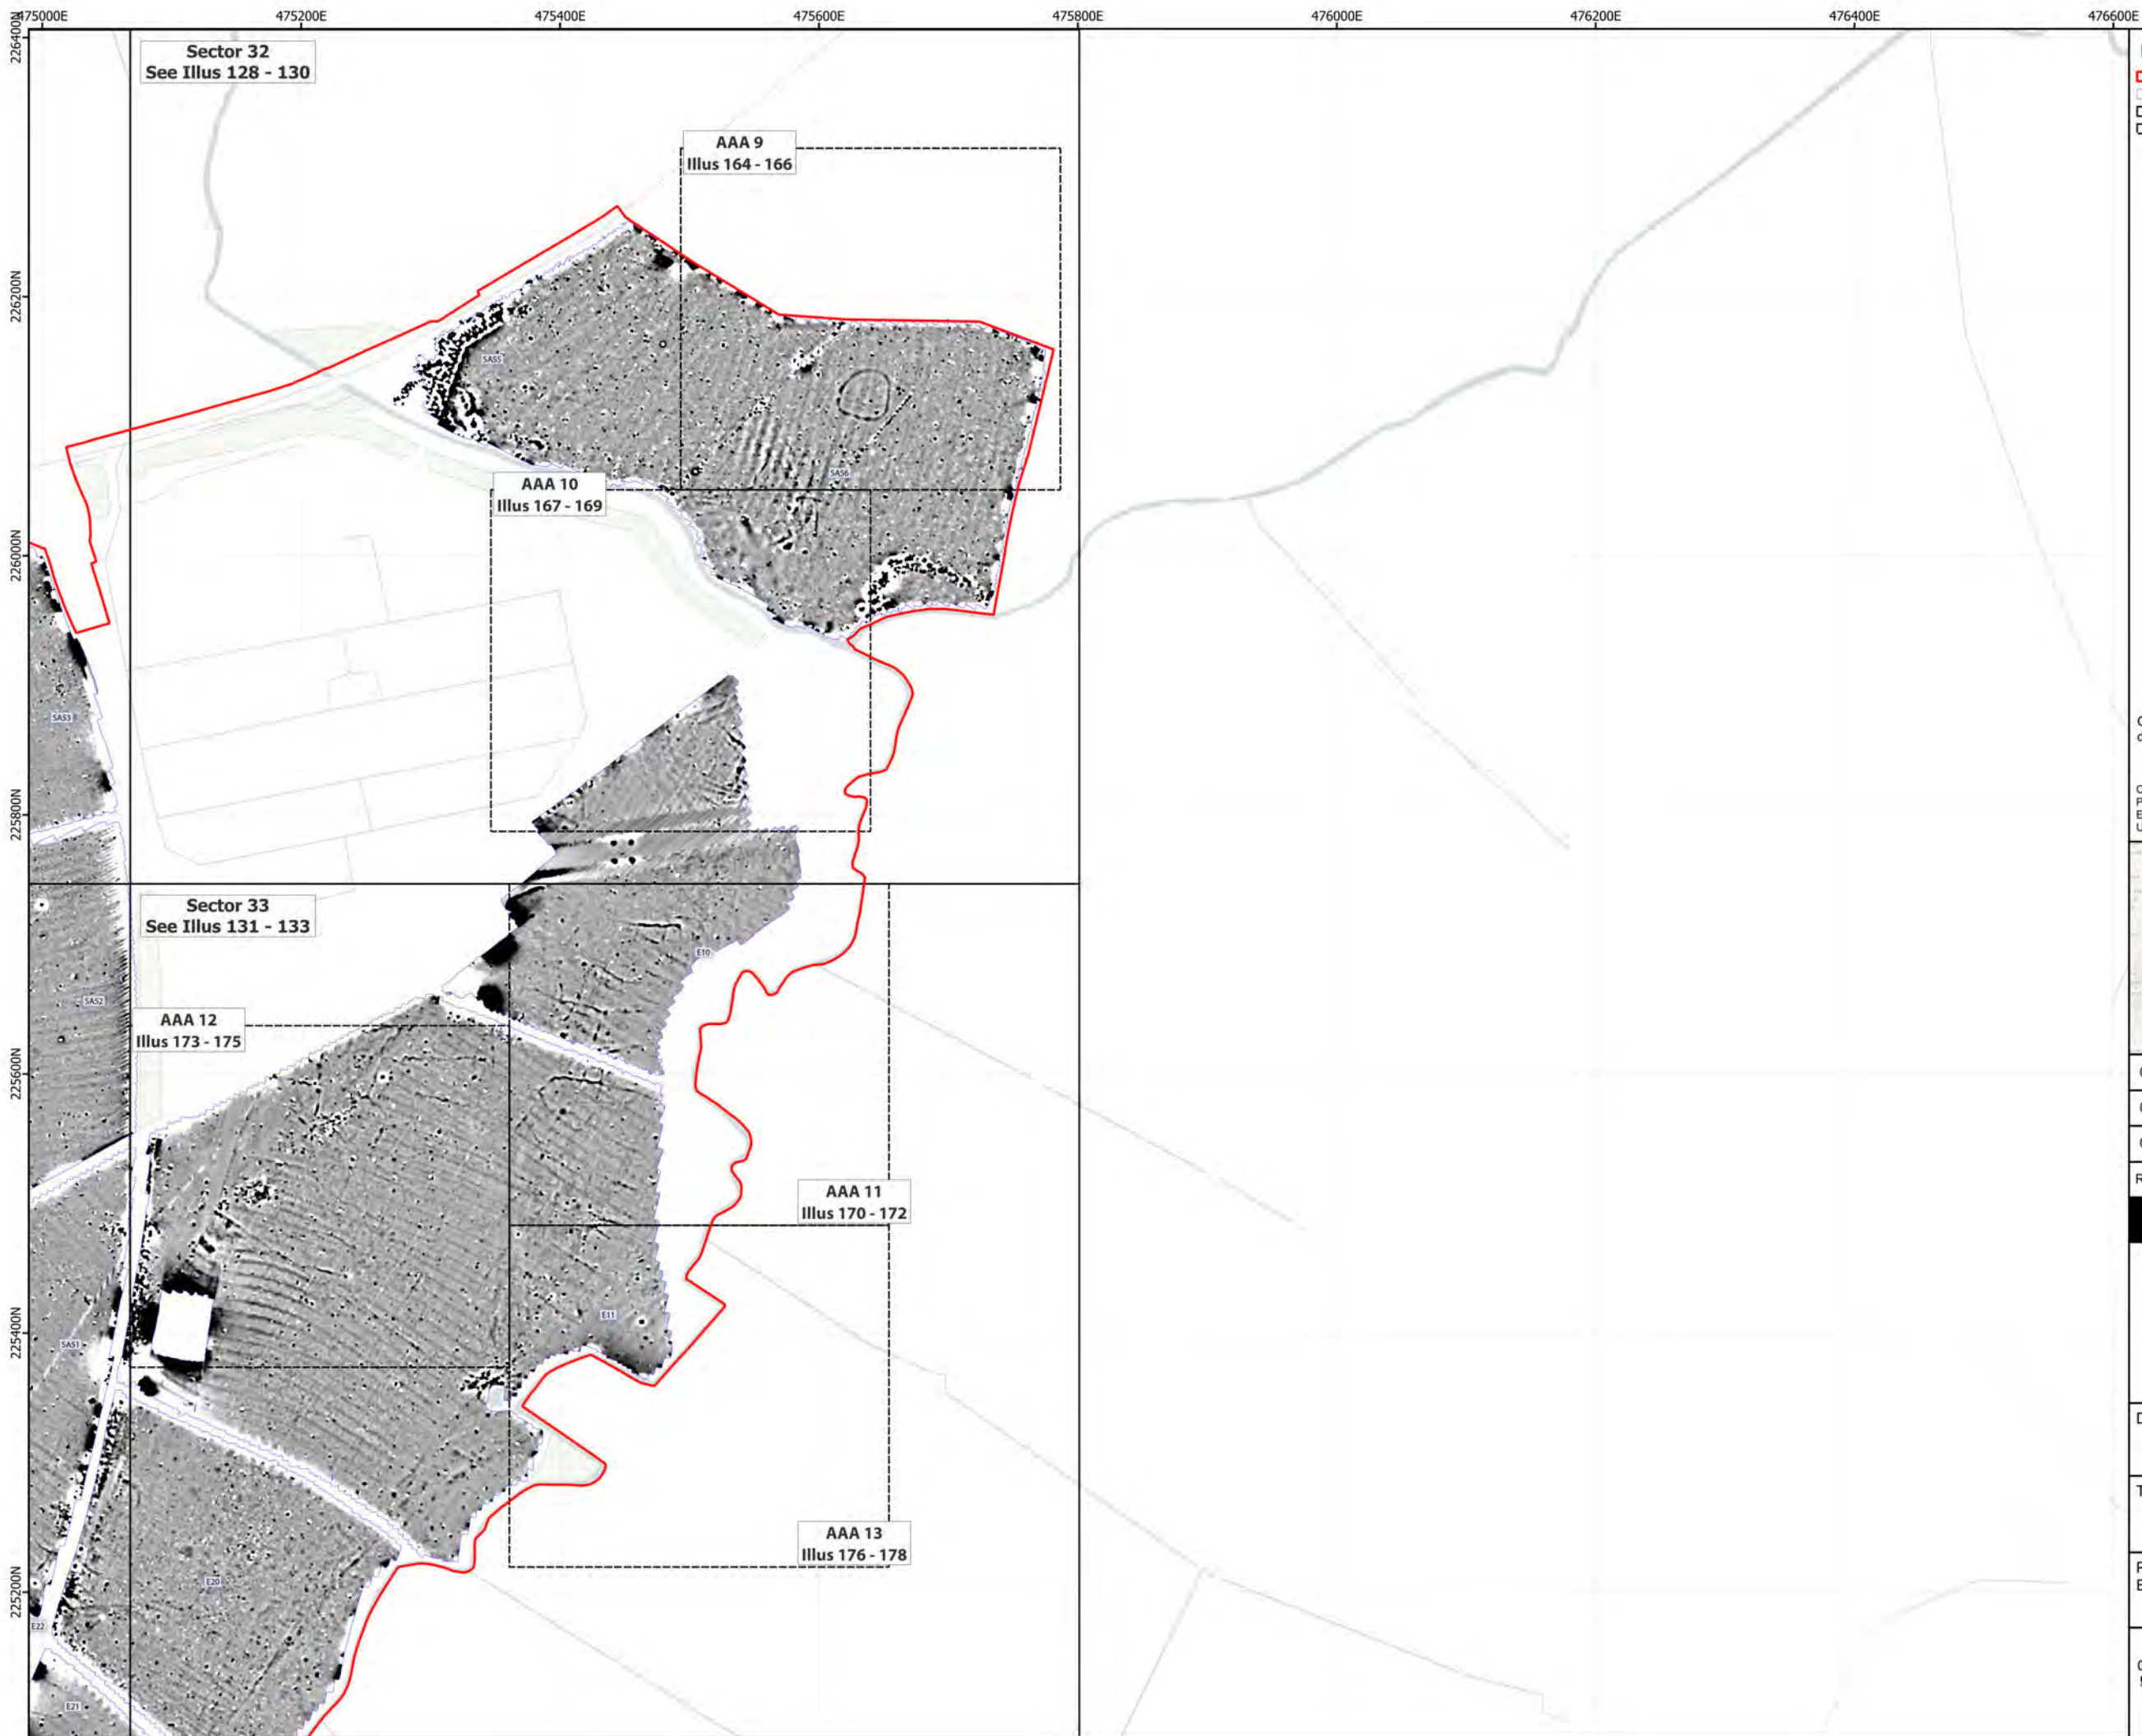 475000E 475200E 475400E 475600E 475800E 476000E 476200E 476400E 476600E
226400N
Sector 32
See Illus 128 - 130
AAA 9
Illus 164 - 166
226200N
SAS5
SAS6
AAA 10
Illus 167 - 169
226000N
SAS3
225800N
Sector 33
See Illus 131 - 133
E10
SAS2
AAA 12
Illus 173 - 175
225600N
AAA 11
Illus 170 - 172
E11
225400N
SAS1
AAA 13
Illus 176 - 178
E20
225200N
E22
E21